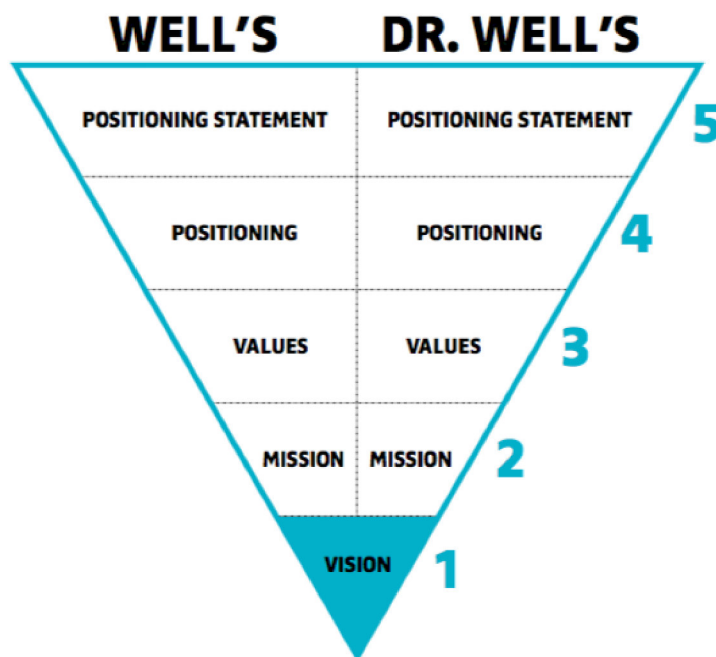 WELL'S DR. WELL'S
POSITIONING STATEMENT POSITIONING STATEMENT 5
POSITIONING POSITIONING 4
VALUES VALUES 3
MISSION MISSION 2
VISION 1